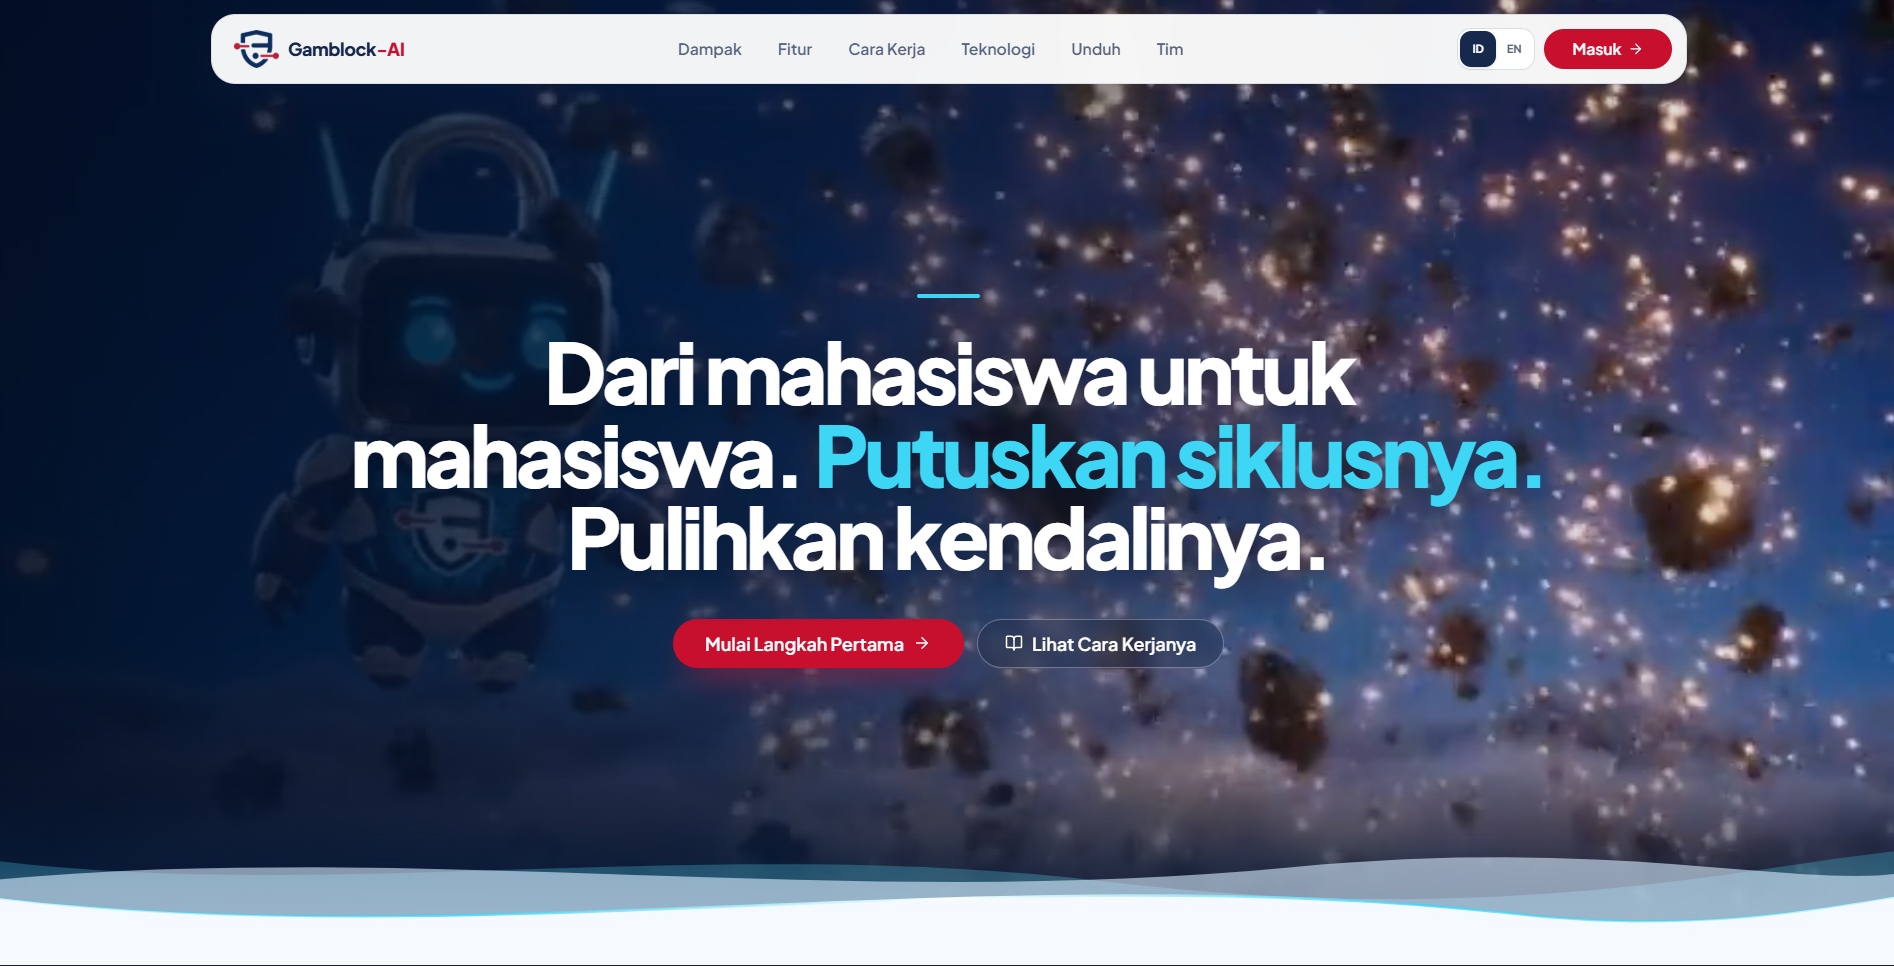 Gamblock-AI
Dampak
Fitur
Cara Kerja
Teknologi
Unduh
Tim
ID
EN
Masuk →
Dari mahasiswa untuk
mahasiswa. Putuskan siklusnya.
Pulihkan kendalinya.
Mulai Langkah Pertama →
Lihat Cara Kerjanya